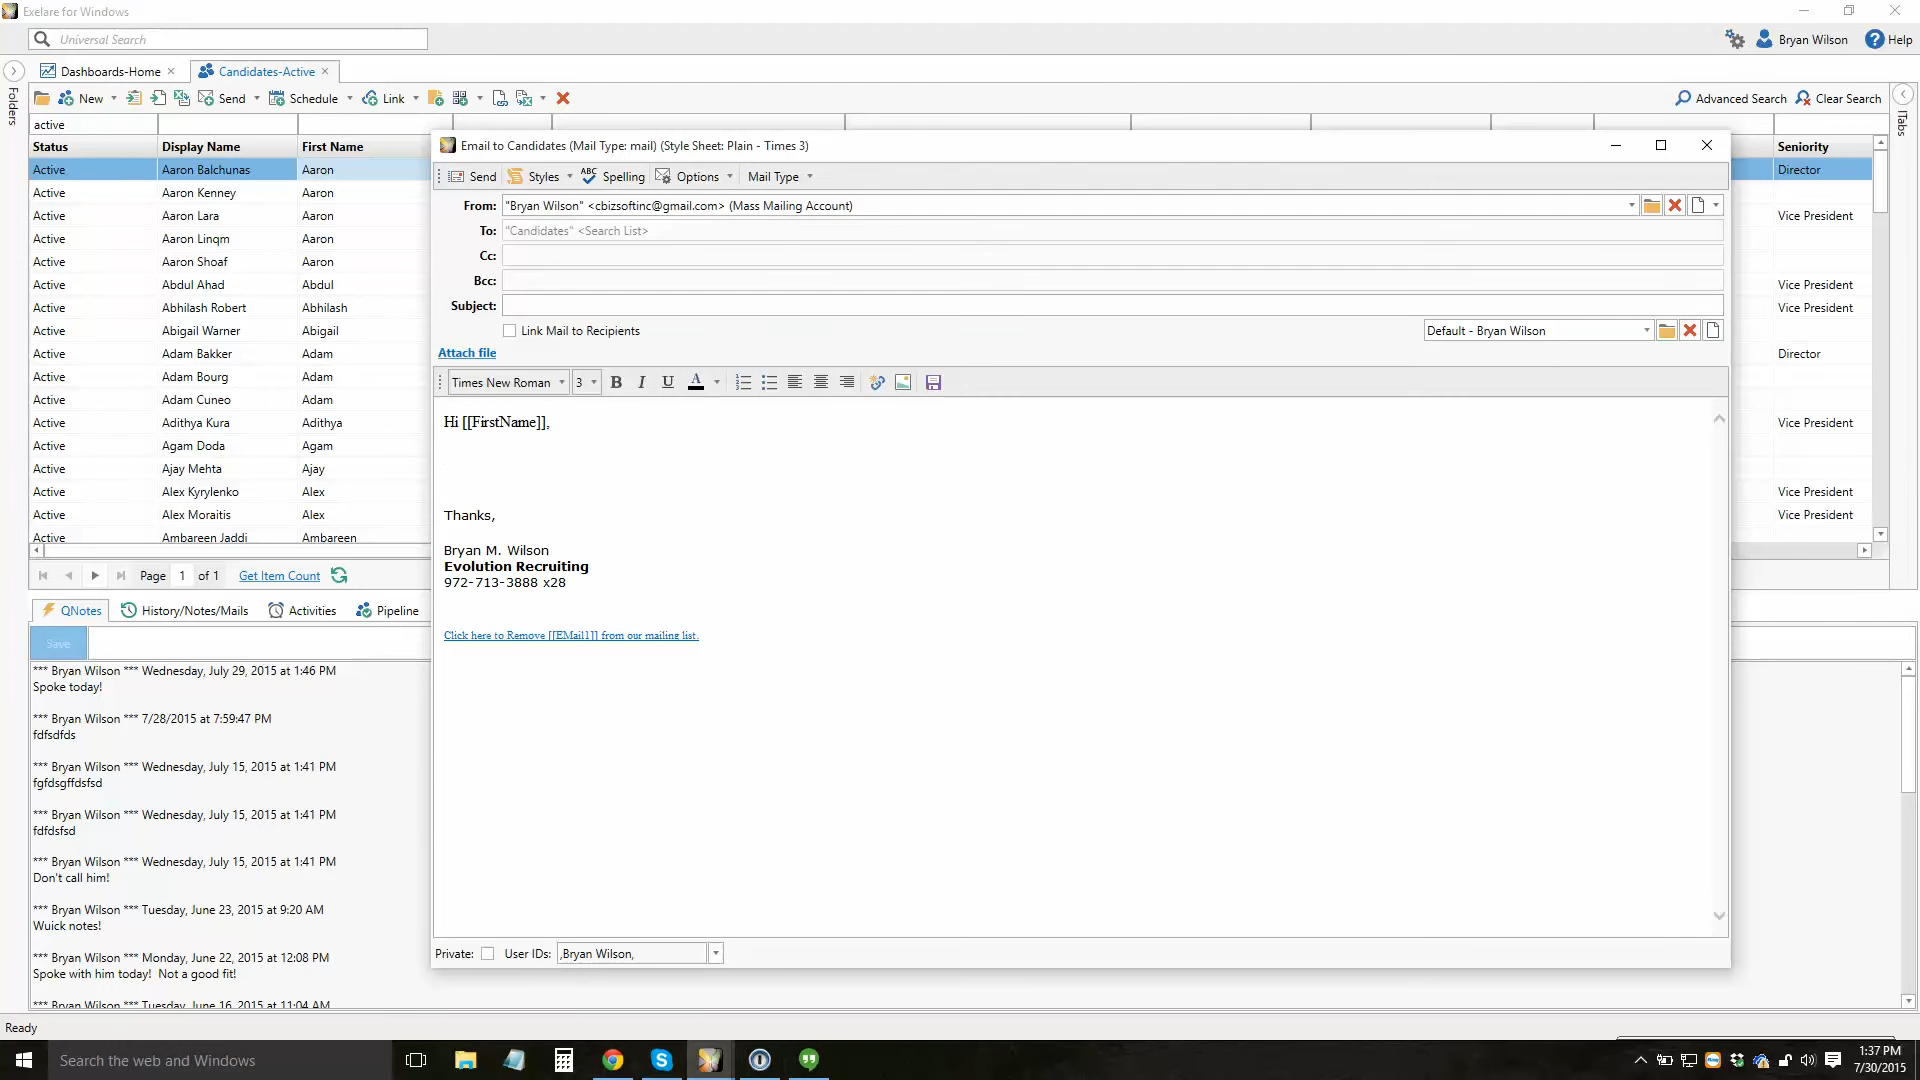 Exelare for Windows
Universal Search
Bryan Wilson
Help
Dashboards-Home
Candidates-Active
Folders
New
Send
Schedule
Link
Advanced Search
Clear Search
ITabs
active
Status Display Name First Name Seniority
Active Aaron Balchunas Aaron Director
Active Aaron Kenney Aaron
Active Aaron Lara Aaron Vice President
Active Aaron Linqm Aaron
Active Aaron Shoaf Aaron
Active Abdul Ahad Abdul Vice President
Active Abhilash Robert Abhilash Vice President
Active Abigail Warner Abigail
Active Adam Bakker Adam Director
Active Adam Bourg Adam
Active Adam Cuneo Adam
Active Adithya Kura Adithya Vice President
Active Agam Doda Agam
Active Ajay Mehta Ajay
Active Alex Kyrylenko Alex Vice President
Active Alex Moraitis Alex Vice President
Active Ambareen Jaddi Ambareen
Page 1 of 1 Get Item Count
QNotes History/Notes/Mails Activities Pipeline
Save
*** Bryan Wilson *** Wednesday, July 29, 2015 at 1:46 PM
Spoke today!
*** Bryan Wilson *** 7/28/2015 at 7:59:47 PM
fdfsdfds
*** Bryan Wilson *** Wednesday, July 15, 2015 at 1:41 PM
fgfdsgffdsfsd
*** Bryan Wilson *** Wednesday, July 15, 2015 at 1:41 PM
fdfdsfsd
*** Bryan Wilson *** Wednesday, July 15, 2015 at 1:41 PM
Don't call him!
*** Bryan Wilson *** Tuesday, June 23, 2015 at 9:20 AM
Wuick notes!
*** Bryan Wilson *** Monday, June 22, 2015 at 12:08 PM
Spoke with him today!  Not a good fit!
*** Bryan Wilson *** Tuesday, June 16, 2015 at 11:04 AM
Email to Candidates (Mail Type: mail) (Style Sheet: Plain - Times 3)
Send Styles ABC Spelling Options Mail Type
From: "Bryan Wilson" <cbizsoftinc@gmail.com> (Mass Mailing Account)
To: "Candidates" <Search List>
Cc:
Bcc:
Subject:
Link Mail to Recipients Default - Bryan Wilson
Attach file
Times New Roman 3 B I U A
Hi [[FirstName]],
Thanks,
Bryan M. Wilson
Evolution Recruiting
972-713-3888 x28
Click here to Remove [[EMail1]] from our mailing list.
Private: User IDs: ,Bryan Wilson,
Ready
Search the web and Windows
1:37 PM
7/30/2015